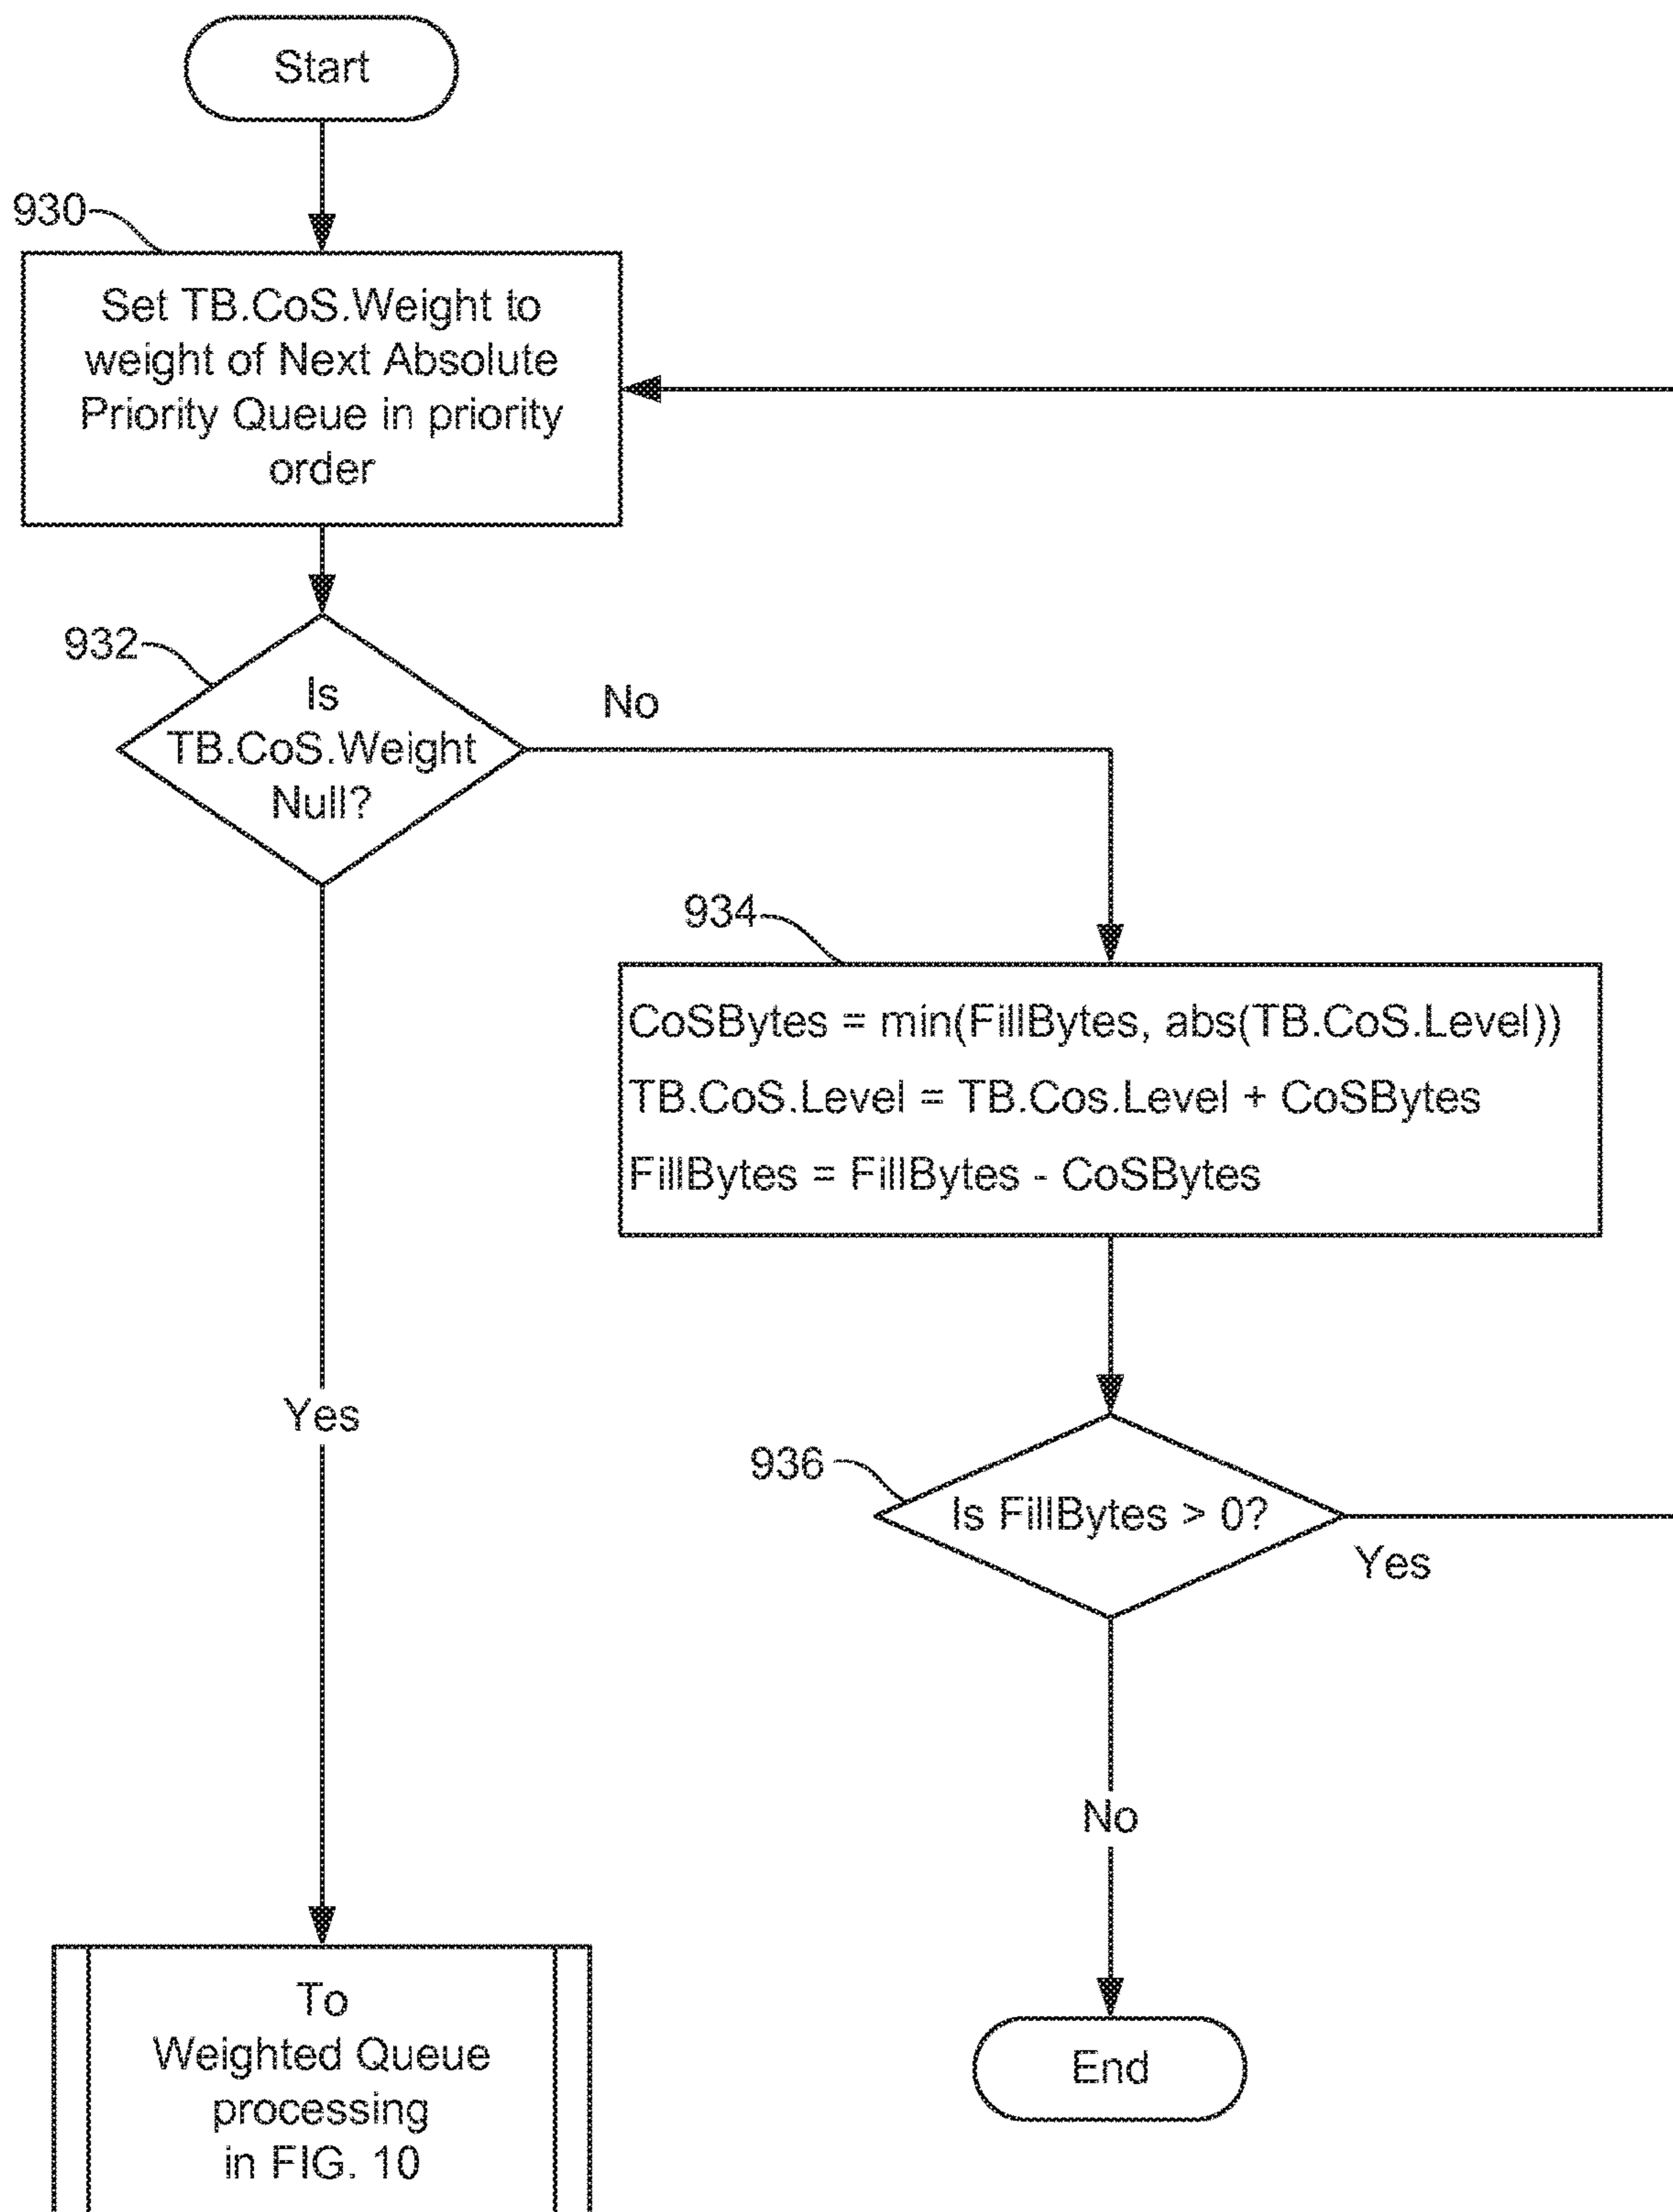 Start
930
Set TB.CoS.Weight to
weight of Next Absolute
Priority Queue in priority
order
932
Is
TB.CoS.Weight
Null?
No
934
CoSBytes = min(FillBytes, abs(TB.CoS.Level))
TB.CoS.Level = TB.Cos.Level + CoSBytes
FillBytes = FillBytes - CoSBytes
Yes
936
Is FillBytes > 0?
Yes
No
To
Weighted Queue
processing
in FIG. 10
End